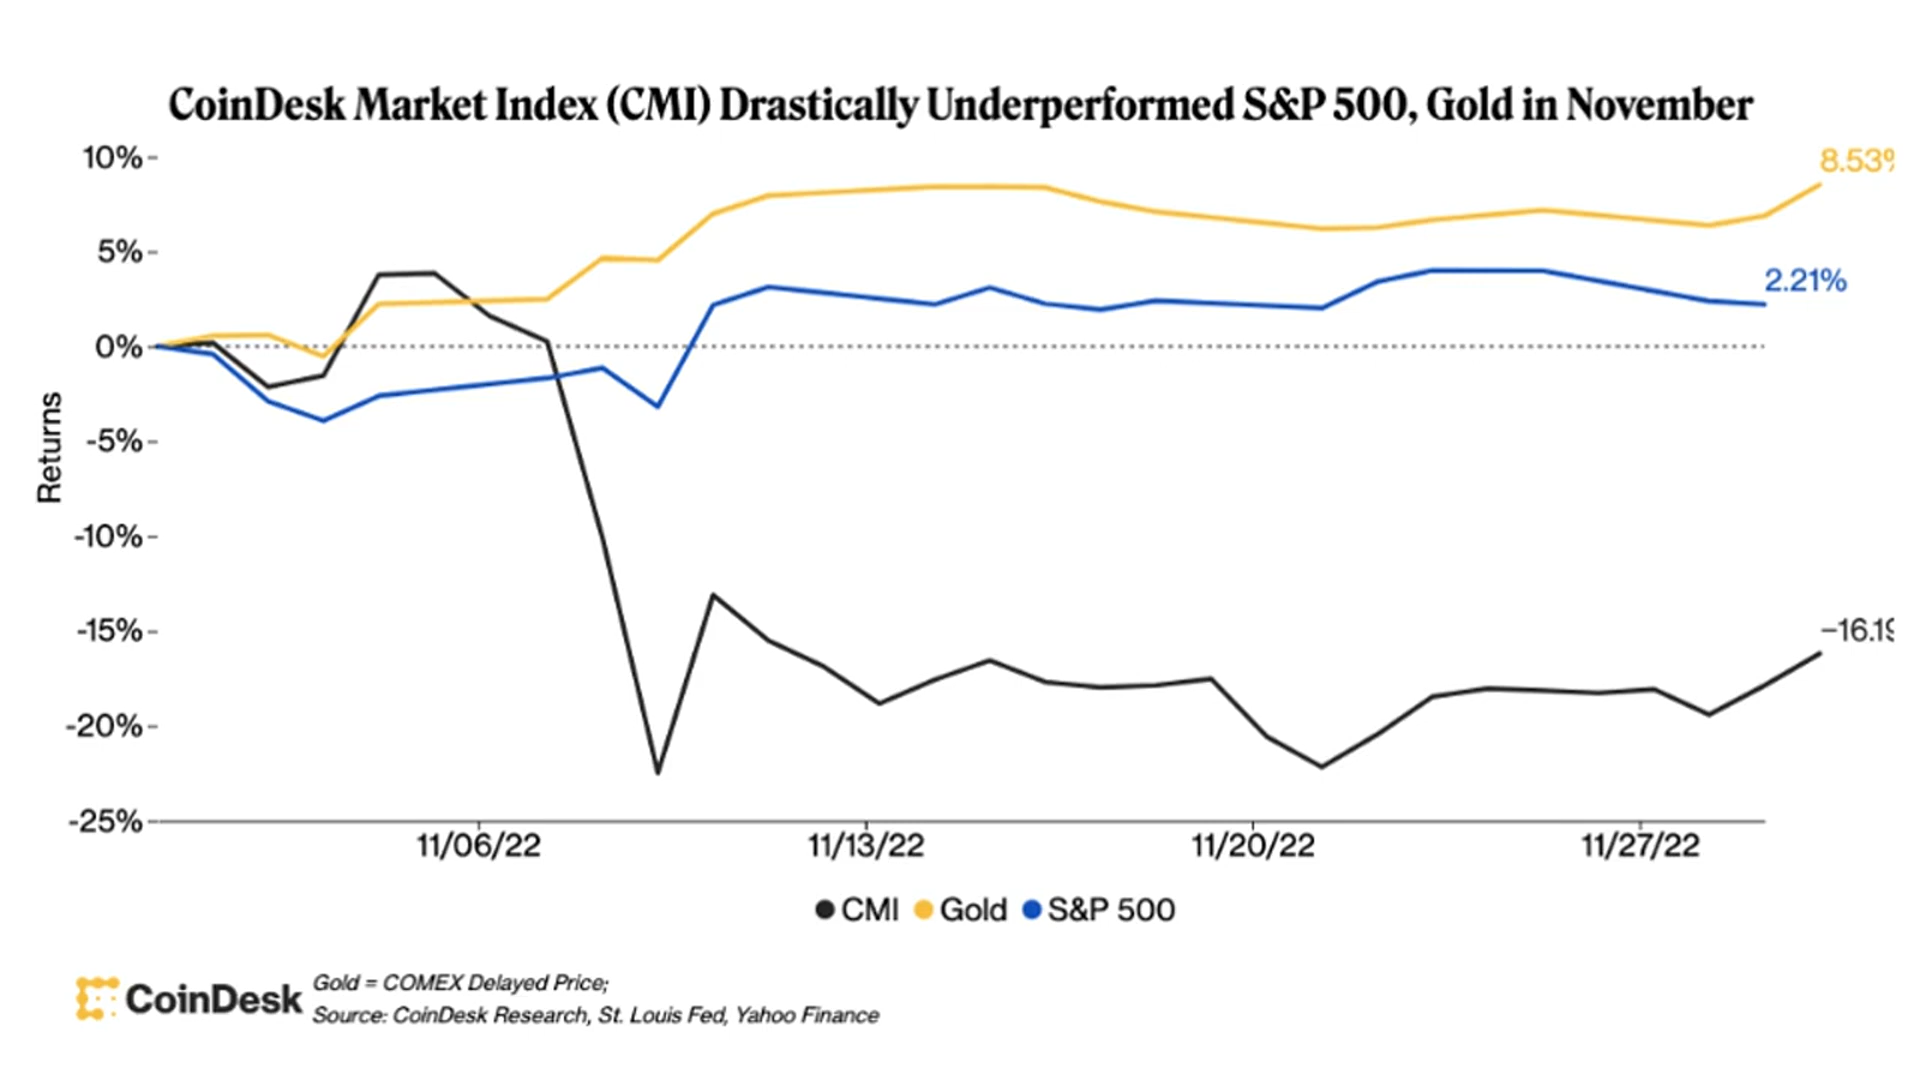 CoinDesk Market Index (CMI) Drastically Underperformed S&P 500, Gold in November
10%
5%
0%
-5%
-10%
-15%
-20%
-25%
Returns
8.53%
2.21%
−16.19
11/06/22
11/13/22
11/20/22
11/27/22
CMI Gold S&P 500
CoinDesk
Gold = COMEX Delayed Price;
Source: CoinDesk Research, St. Louis Fed, Yahoo Finance